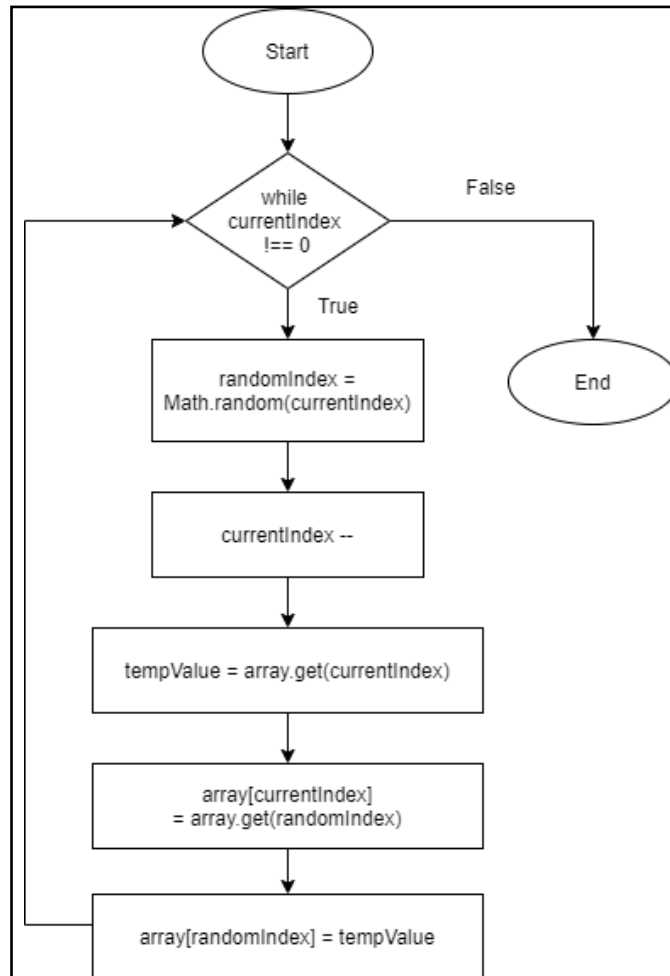 Start
while
currentIndex
!== 0
False
True
randomIndex =
Math.random(currentIndex)
End
currentIndex --
tempValue = array.get(currentIndex)
array[currentIndex]
= array.get(randomIndex)
array[randomIndex] = tempValue